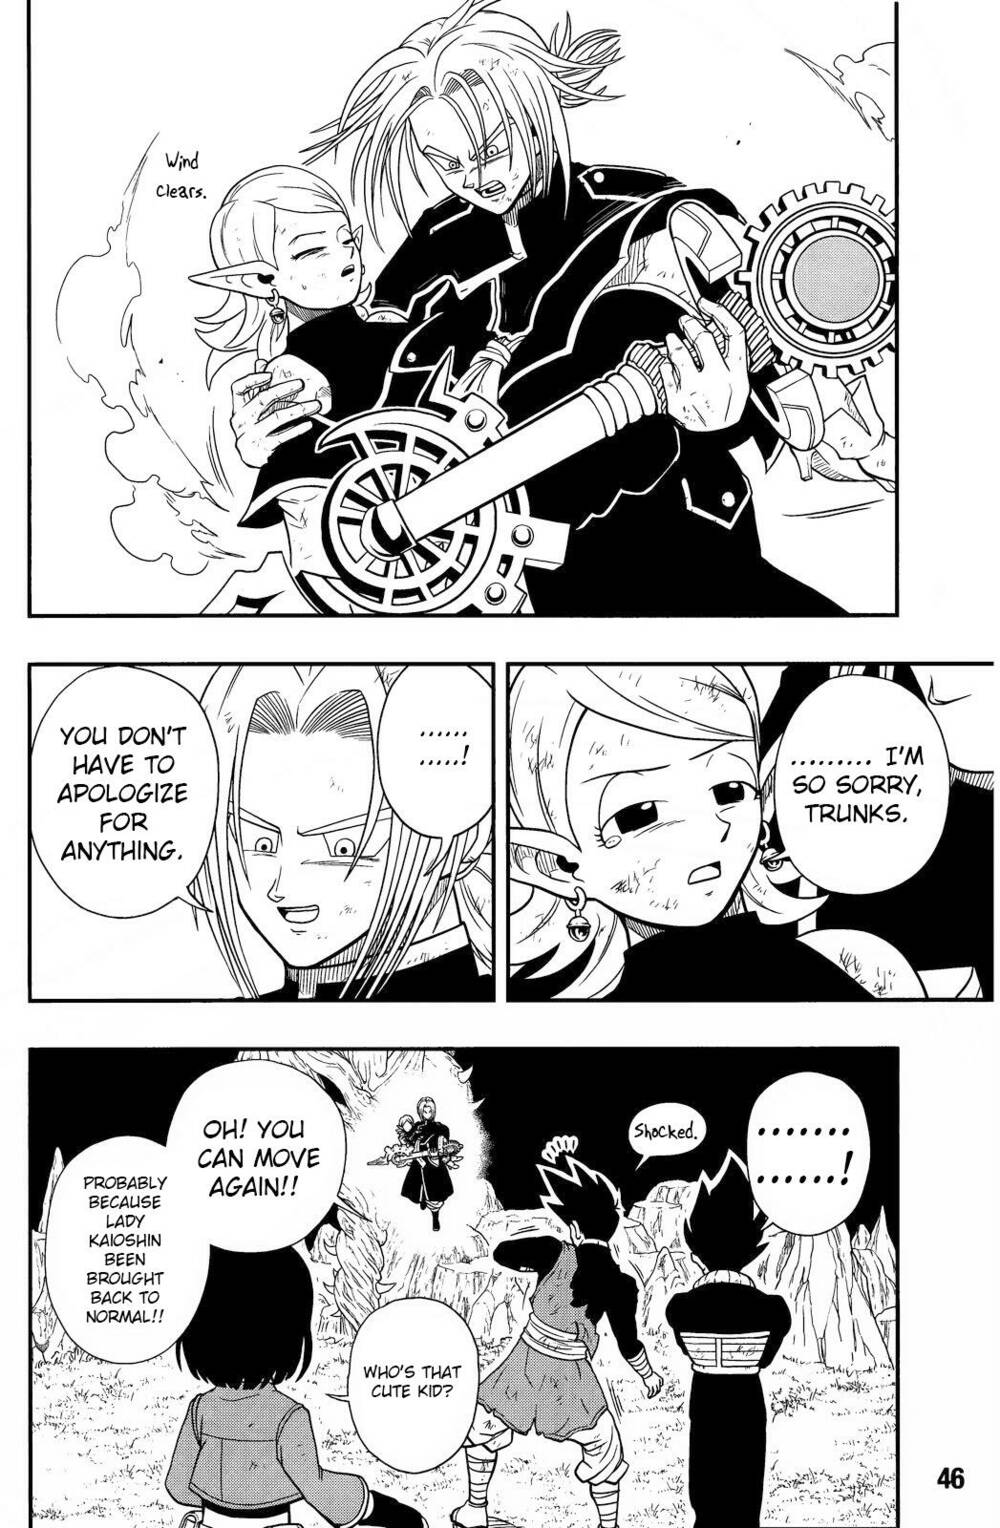 Wind
Clears.
......... I'M
SO SORRY,
TRUNKS.
......
.....!
YOU DON'T
HAVE TO
APOLOGIZE
FOR
ANYTHING.
.......
......!
Shocked.
OH! YOU
CAN MOVE
AGAIN!!
PROBABLY
BECAUSE
LADY
KAIOSHIN
BEEN
BROUGHT
BACK TO
NORMAL!!
WHO'S THAT
CUTE KID?
46